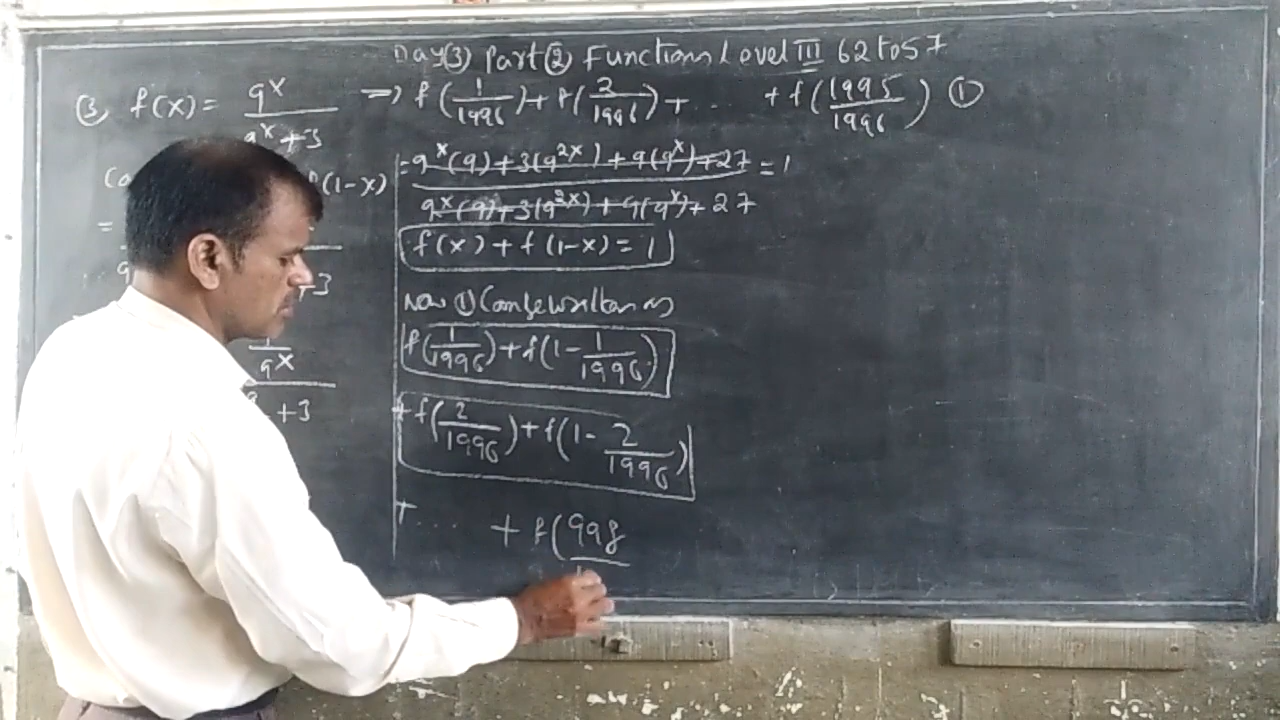 Day(3) Part(2) Functions Level III 62 to 57
(3) f(x) = 9^x / (9^x + 3) => f(1/1996) + f(2/1996) + ... + f(1995/1996) (1)
f(1-x)
= (9^x(9) + 3(9^2x) + 9(9^x) + 27) / (9^x(9) + 3(9^2x) + 9(9^x) + 27) = 1
f(x) + f(1-x) = 1
Now (1) Can be written as
f(1/1996) + f(1 - 1/1996)
+ f(2/1996) + f(1 - 2/1996)
+ .... + f(998
9^x
+3